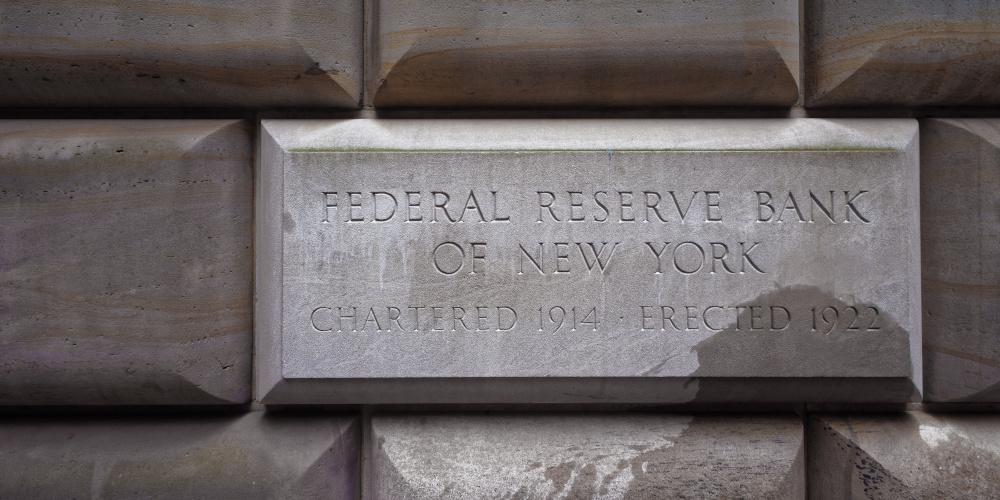 FEDERAL RESERVE BANK
OF NEW YORK
CHARTERED 1914 · ERECTED 1922